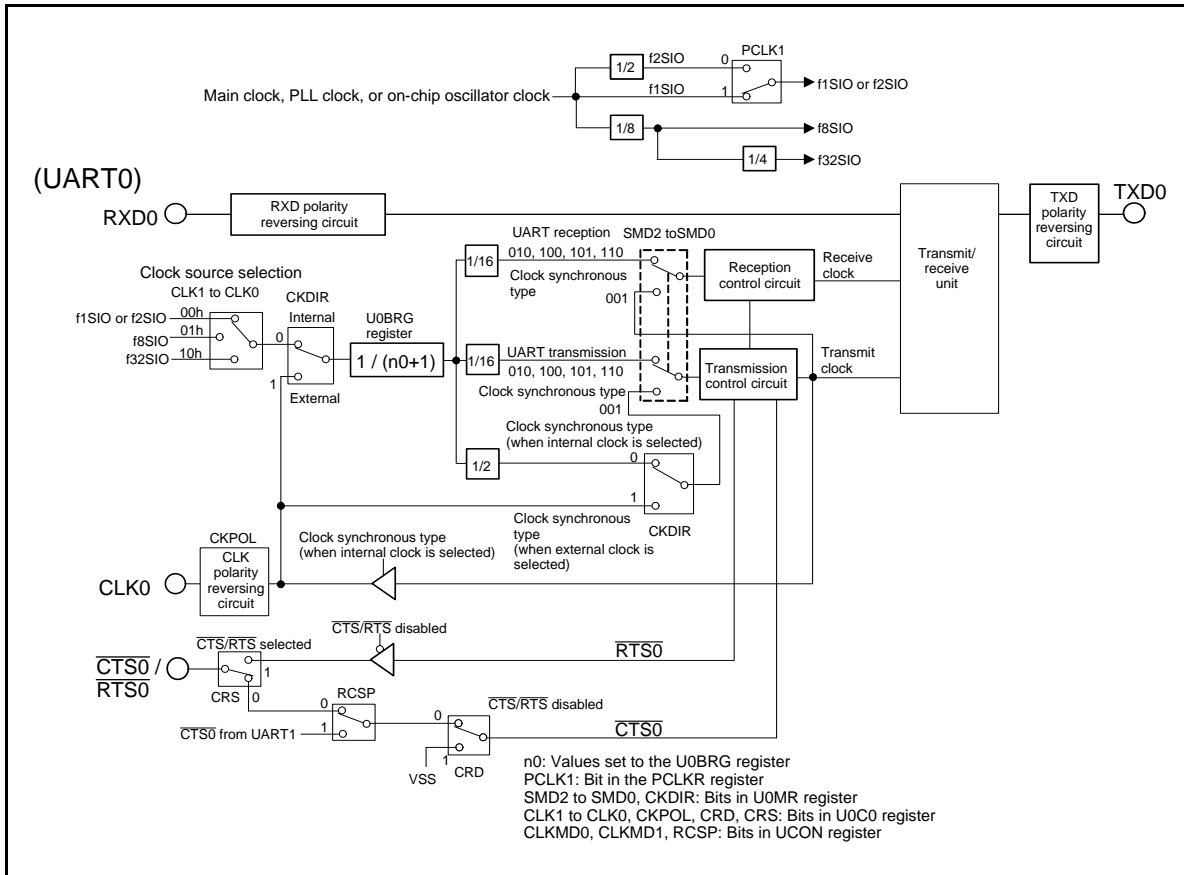 PCLK1
f2SIO
0
1/2
f1SIO or f2SIO
Main clock, PLL clock, or on-chip oscillator clock
f1SIO
1
1/8
f8SIO
1/4
f32SIO
(UART0)
RXD0
RXD polarity
reversing circuit
TXD
polarity
reversing
circuit
TXD0
UART reception
010, 100, 101, 110
SMD2 toSMD0
1/16
Clock synchronous
type
001
Reception
control circuit
Receive
clock
Transmit/
receive
unit
Clock source selection
CLK1 to CLK0
f1SIO or f2SIO
00h
01h
f8SIO
f32SIO
10h
CKDIR
Internal
0
1
External
U0BRG
register
1 / (n0+1)
1/16
UART transmission
010, 100, 101, 110
Clock synchronous type
001
Transmission
control circuit
Transmit
clock
Clock synchronous type
(when internal clock is selected)
1/2
0
1
CKDIR
Clock synchronous
type
(when external clock is
selected)
Clock synchronous type
(when internal clock is selected)
CKPOL
CLK
polarity
reversing
circuit
CLK0
CTS/RTS disabled
CTS/RTS selected
CTS0 /
RTS0
1
CRS
0
RTS0
RCSP
0
1
CTS0 from UART1
CTS/RTS disabled
0
1
VSS
CRD
CTS0
n0: Values set to the U0BRG register
PCLK1: Bit in the PCLKR register
SMD2 to SMD0, CKDIR: Bits in U0MR register
CLK1 to CLK0, CKPOL, CRD, CRS: Bits in U0C0 register
CLKMD0, CLKMD1, RCSP: Bits in UCON register